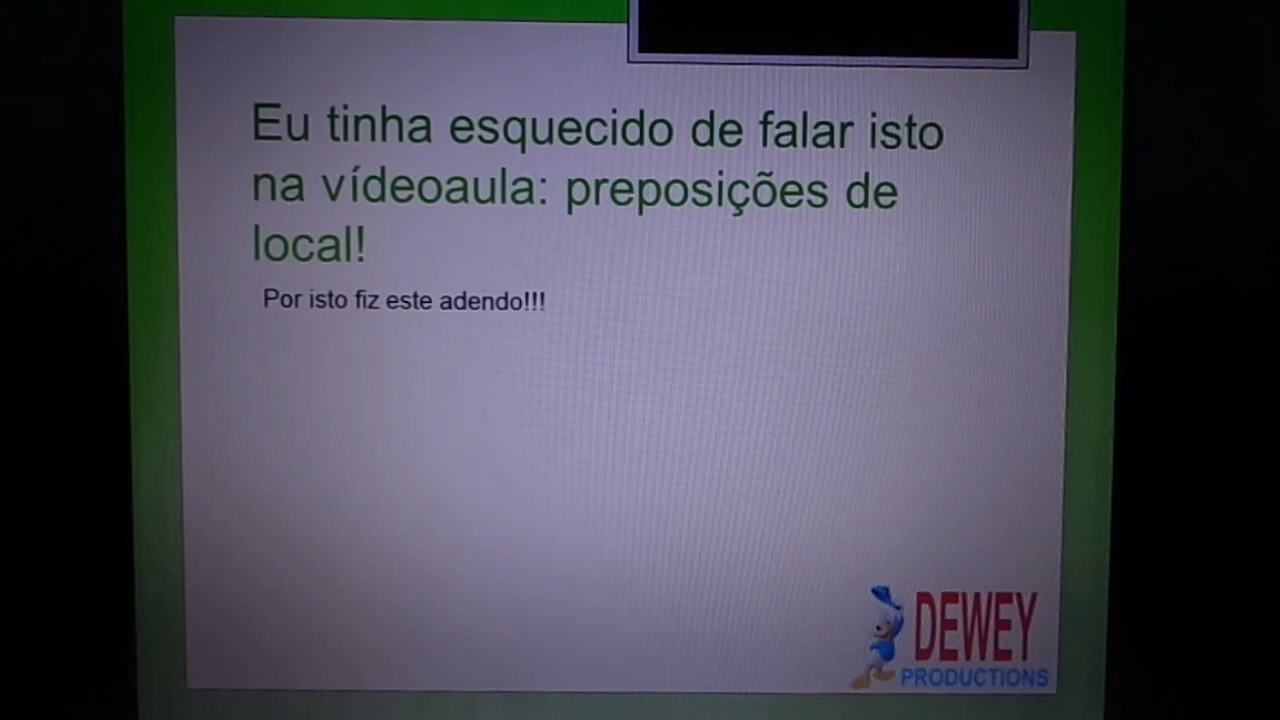 Eu tinha esquecido de falar isto
na vídeoaula: preposições de
local!
Por isto fiz este adendo!!!
DEWEY
PRODUCTIONS